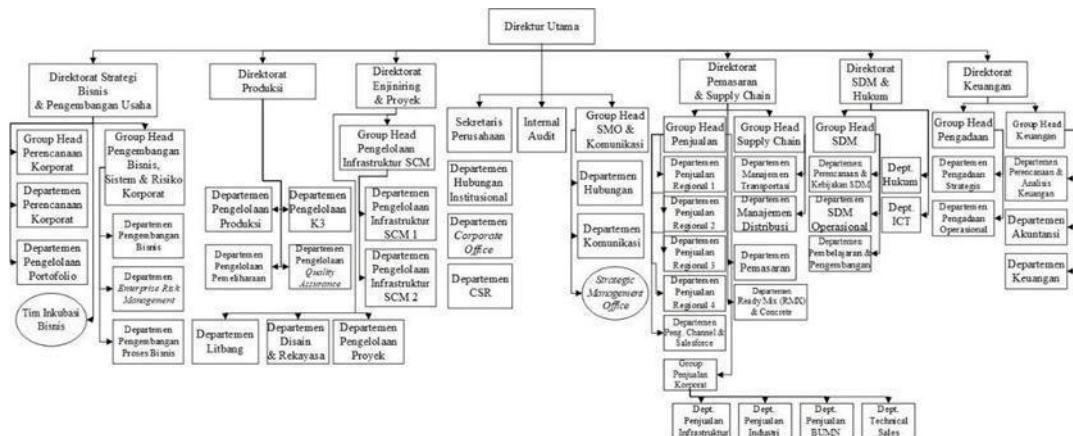 Direktur Utama
Direktorat Strategi
Bisnis
& Pengembangan Usaha
Direktorat
Produksi
Direktorat
Enjiniring
& Proyek
Direktorat
Pemasaran
& Supply Chain
Direktorat
SDM &
Hukum
Direktorat
Keuangan
Group Head
Perencanaan
Korporat
Departemen
Perencanaan
Korporat
Departemen
Pengelolaan
Portofolio
Tim Inkubasi
Bisnis
Group Head
Pengembangan
Bisnis,
Sistem & Risiko
Korporat
Departemen
Pengembangan
Bisnis
Departemen
Enterprise Risk
Management
Departemen
Pengembangan
Proses Bisnis
Departemen
Pengelolaan
Produksi
Departemen
Pengelolaan
K3
Departemen
Pengelolaan
Pemeliharaan
Departemen
Pengelolaan
Quality
Assurance
Group Head
Pengelolaan
Infrastruktur SCM
Departemen
Pengelolaan
Infrastruktur
SCM 1
Departemen
Pengelolaan
Infrastruktur
SCM 2
Departemen
Litbang
Departemen
Disain
& Rekayasa
Departemen
Pengelolaan
Proyek
Sekretaris
Perusahaan
Departemen
Hubungan
Institusional
Departemen
Corporate
Office
Departemen
CSR
Internal
Audit
Group Head
SMO &
Komunikasi
Departemen
Hubungan
Departemen
Komunikasi
Strategic
Management
Office
Group Head
Penjualan
Departemen
Penjualan
Regional 1
Departemen
Penjualan
Regional 2
Departemen
Penjualan
Regional 3
Departemen
Penjualan
Regional 4
Departemen
Peng. Channel &
Salesforce
Group
Penjualan
Korporat
Dept.
Penjualan
Infrastruktur
Dept.
Penjualan
Industri
Dept.
Penjualan
BUMN
Dept.
Technical
Sales
Group Head
Supply Chain
Departemen
Manajemen
Transportasi
Departemen
Manajemen
Distribusi
Departemen
Pemasaran
Departemen
Ready Mix (RMX)
& Concrete
Group Head
SDM
Departemen
Perencanaan &
Kebijakan SDM
Departemen
SDM
Operasional
Departemen
Pembelajaran &
Pengembangan
Dept.
Hukum
Dept.
ICT
Group Head
Pengadaan
Departemen
Pengadaan
Strategis
Departemen
Pengadaan
Operasional
Group Head
Keuangan
Departemen
Perencanaan &
Analisis
Keuangan
Departemen
Akuntansi
Departemen
Keuangan